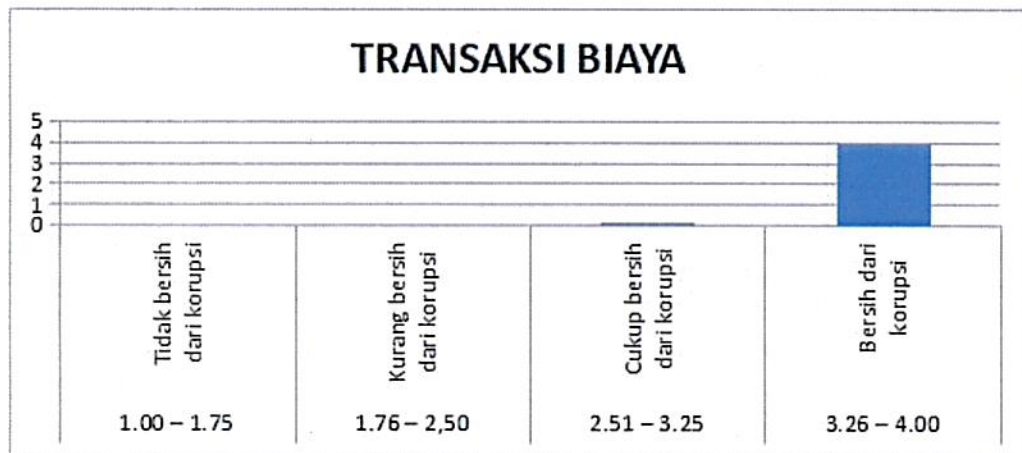 TRANSAKSI BIAYA
5
4
3
2
1
0
Tidak bersih
dari korupsi
Kurang bersih
dari korupsi
Cukup bersih
dari korupsi
Bersih dari
korupsi
1.00 – 1.75
1.76 – 2,50
2.51 – 3.25
3.26 – 4.00